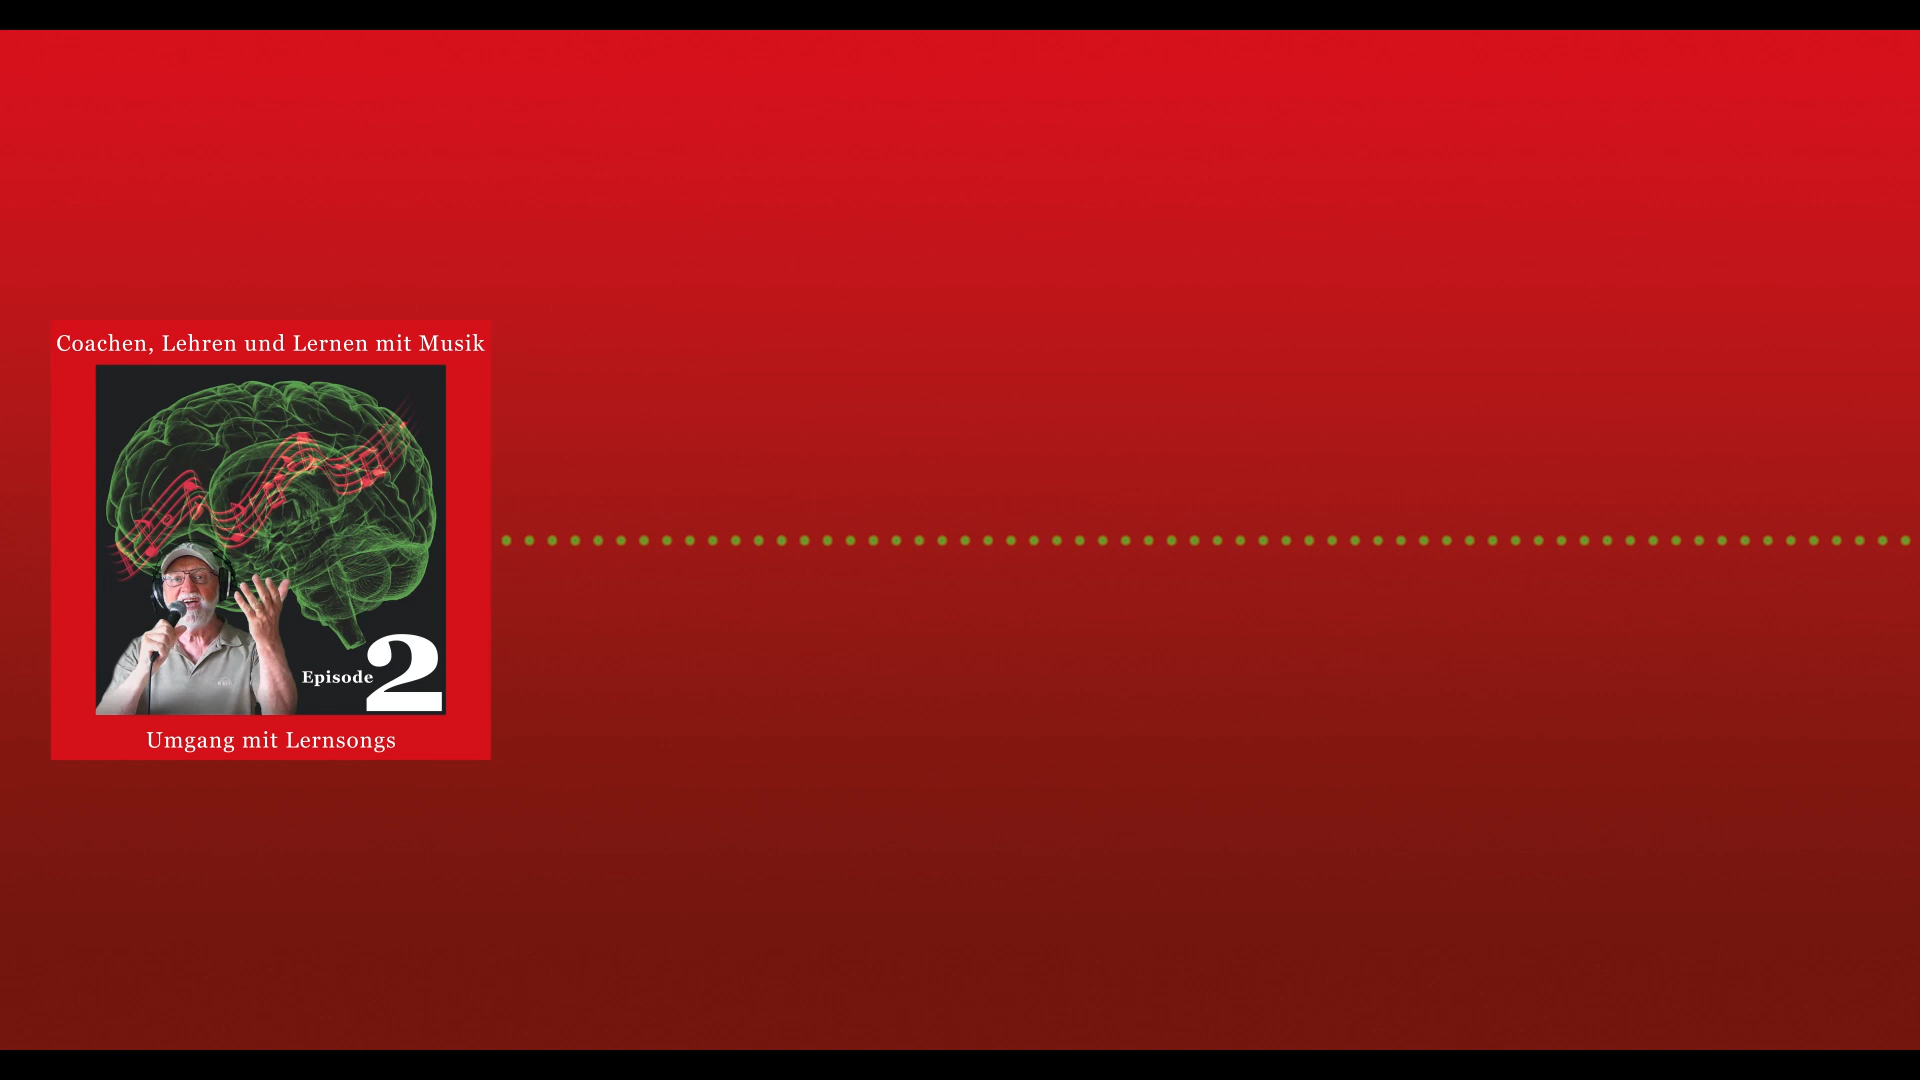 Coachen, Lehren und Lernen mit Musik
Episode 2
Umgang mit Lernsongs